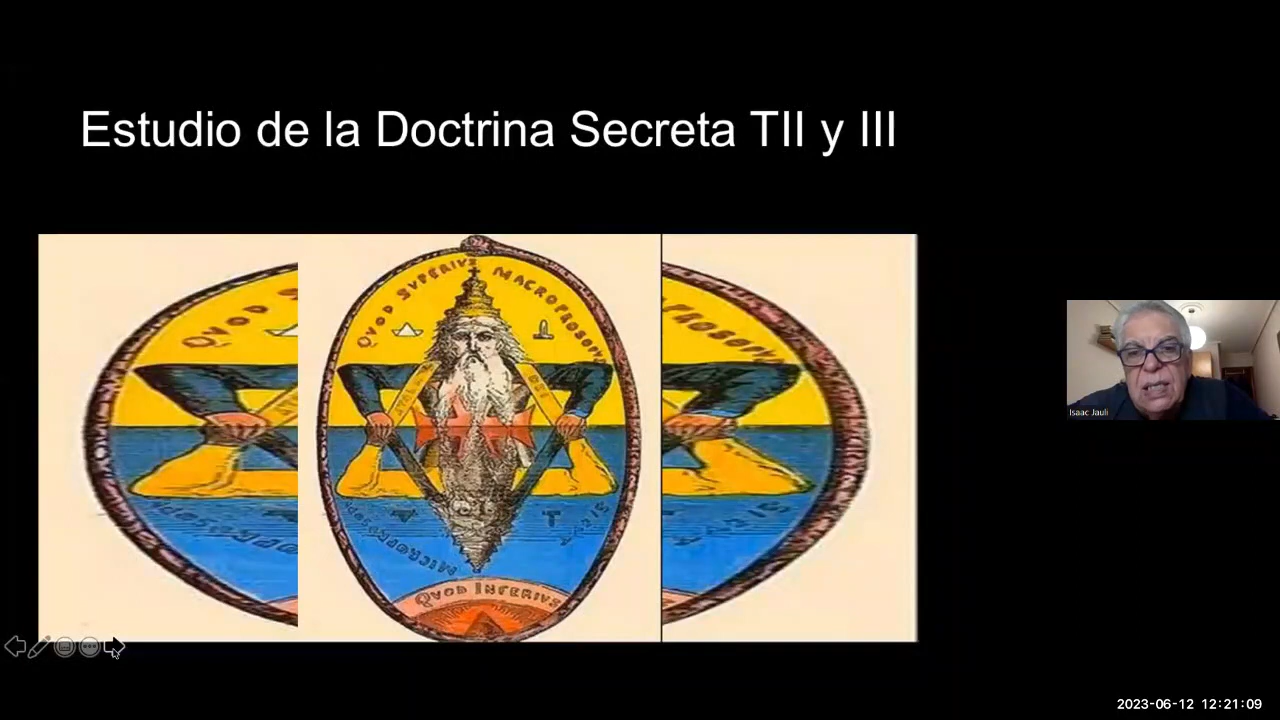 Estudio de la Doctrina Secreta TII y III
QVOD SVPERIVS MACROPROSOPVS
QVOD INFERIVS
MICROPROSOP
Isaac Jauli
2023-06-12 12:21:09